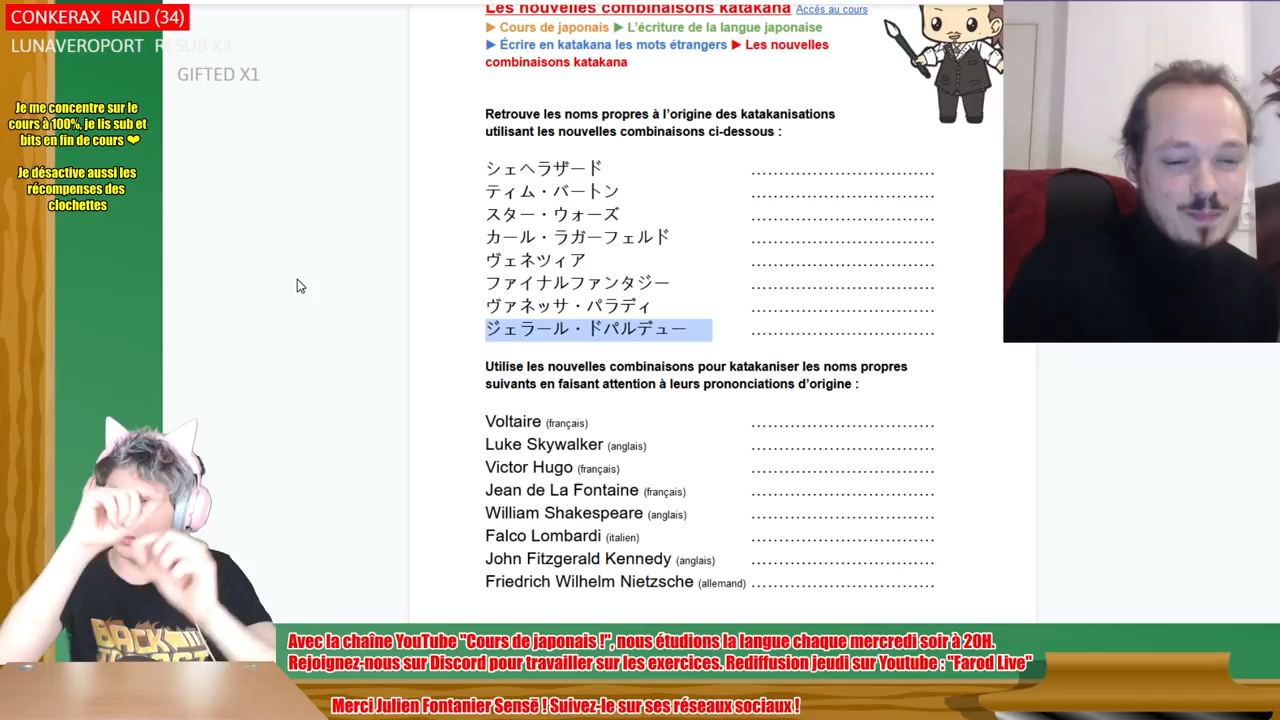 CONKERAX RAID (34)
LUNAVEROPORT RESUB X4
GIFTED X1
Je me concentre sur le
cours à 100%, je lis sub et
bits en fin de cours ❤
Je désactive aussi les
récompenses des
clochettes
Les nouvelles combinaisons katakana Accès au cours
▶ Cours de japonais ▶ L'écriture de la langue japonaise
▶ Écrire en katakana les mots étrangers ▶ Les nouvelles
combinaisons katakana
Retrouve les noms propres à l'origine des katakanisations
utilisant les nouvelles combinaisons ci-dessous :
シェヘラザード
ティム・バートン
スター・ウォーズ
カール・ラガーフェルド
ヴェネツィア
ファイナルファンタジー
ヴァネッサ・パラディ
ジェラール・ドパルデュー
Utilise les nouvelles combinaisons pour katakaniser les noms propres
suivants en faisant attention à leurs prononciations d'origine :
Voltaire (français)
Luke Skywalker (anglais)
Victor Hugo (français)
Jean de La Fontaine (français)
William Shakespeare (anglais)
Falco Lombardi (italien)
John Fitzgerald Kennedy (anglais)
Friedrich Wilhelm Nietzsche (allemand)
BACK
Avec la chaîne YouTube "Cours de japonais !", nous étudions la langue chaque mercredi soir à 20H.
Rejoignez-nous sur Discord pour travailler sur les exercices. Rediffusion jeudi sur Youtube : "Farod Live"
Merci Julien Fontanier Sensē ! Suivez-le sur ses réseaux sociaux !